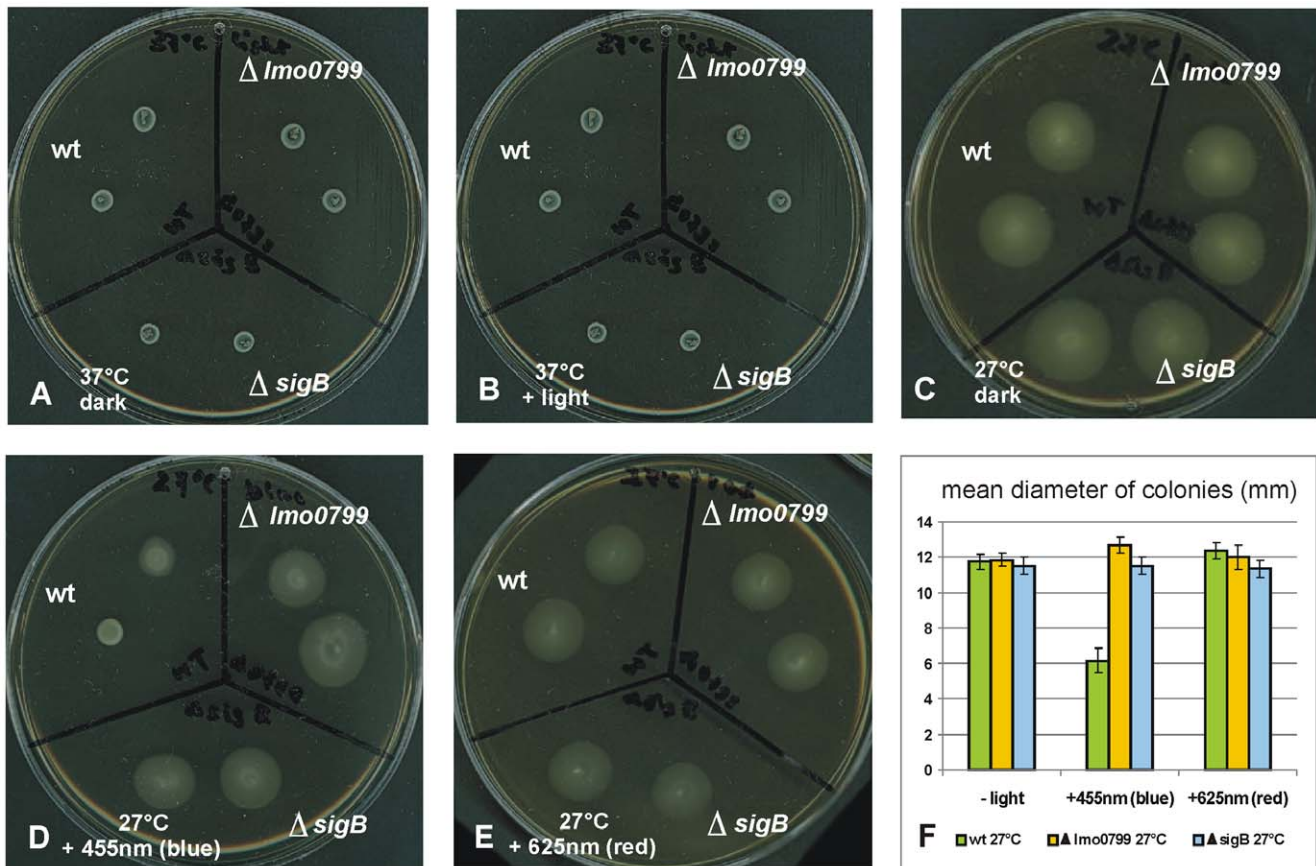 Δ lmo0799
wt
Δ sigB
37°C
dark
A
Δ lmo0799
wt
Δ sigB
37°C
+ light
B
Δ lmo0799
wt
Δ sigB
27°C
dark
C
Δ lmo0799
wt
Δ sigB
27°C
+ 455nm (blue)
D
Δ lmo0799
wt
Δ sigB
27°C
+ 625nm (red)
E
mean diameter of colonies (mm)
14
12
10
8
6
4
2
0
- light +455nm (blue) +625nm (red)
F
wt 27°C Δ lmo0799 27°C Δ sigB 27°C